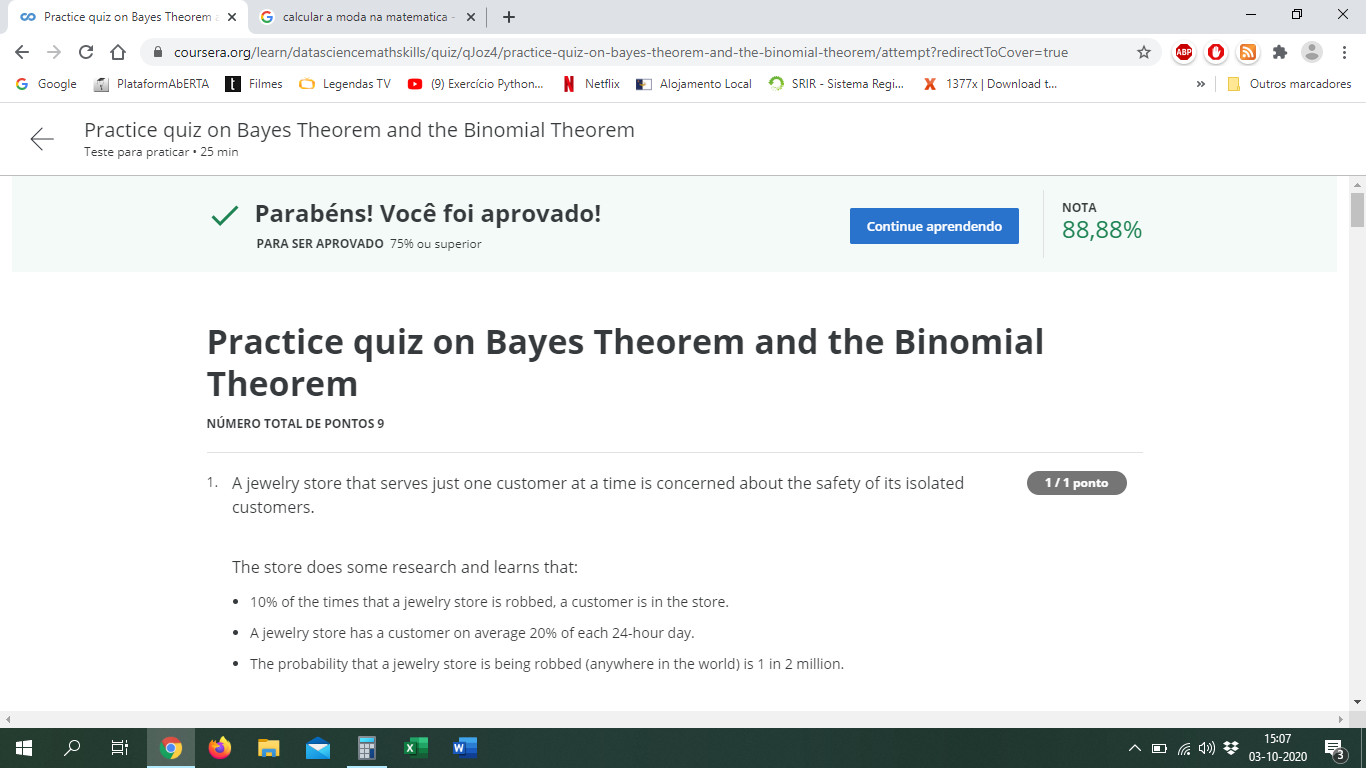 Practice quiz on Bayes Theorem a
calcular a moda na matematica -
coursera.org/learn/datasciencemathskills/quiz/qJoz4/practice-quiz-on-bayes-theorem-and-the-binomial-theorem/attempt?redirectToCover=true
ABP
Google
PlataformAbERTA
Filmes
Legendas TV
(9) Exercício Python...
Netflix
Alojamento Local
SRIR - Sistema Regi...
1377x | Download t...
»
Outros marcadores
Practice quiz on Bayes Theorem and the Binomial Theorem
Teste para praticar • 25 min
Parabéns! Você foi aprovado!
PARA SER APROVADO 75% ou superior
Continue aprendendo
NOTA
88,88%
Practice quiz on Bayes Theorem and the Binomial
Theorem
NÚMERO TOTAL DE PONTOS 9
1. A jewelry store that serves just one customer at a time is concerned about the safety of its isolated
customers.
1 / 1 ponto
The store does some research and learns that:
• 10% of the times that a jewelry store is robbed, a customer is in the store.
• A jewelry store has a customer on average 20% of each 24-hour day.
• The probability that a jewelry store is being robbed (anywhere in the world) is 1 in 2 million.
15:07
03-10-2020
3